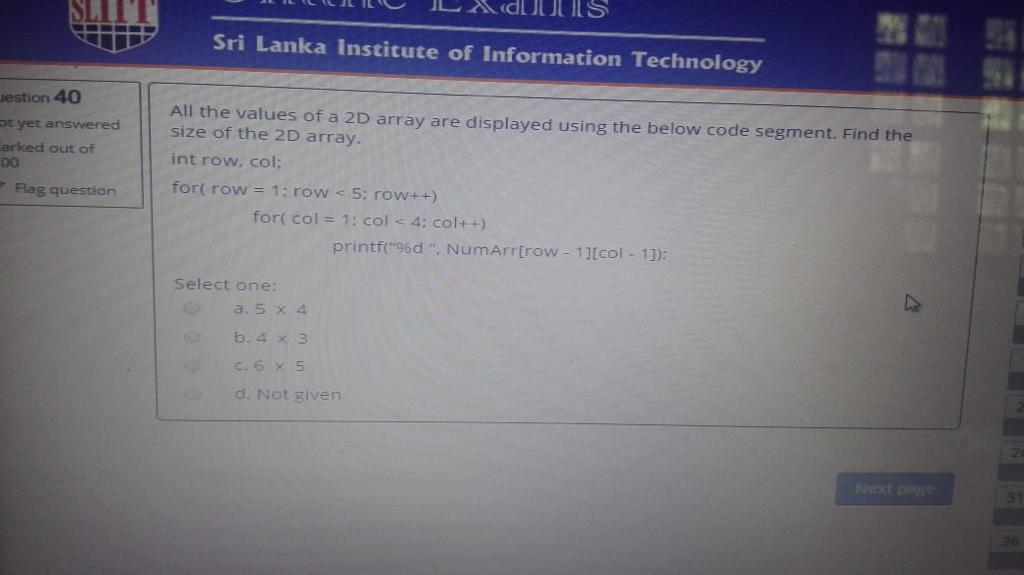 SLIIT
Online Exams
Sri Lanka Institute of Information Technology
uestion 40
ot yet answered
arked out of
00
Flag question
All the values of a 2D array are displayed using the below code segment. Find the
size of the 2D array.
int row, col;
for( row = 1; row < 5; row++)
for( col = 1; col < 4; col++)
printf("%d ", NumArr[row - 1][col - 1]);
Select one:
a. 5 x 4
b. 4 x 3
c. 6 x 5
d. Not given
Next page
31
36